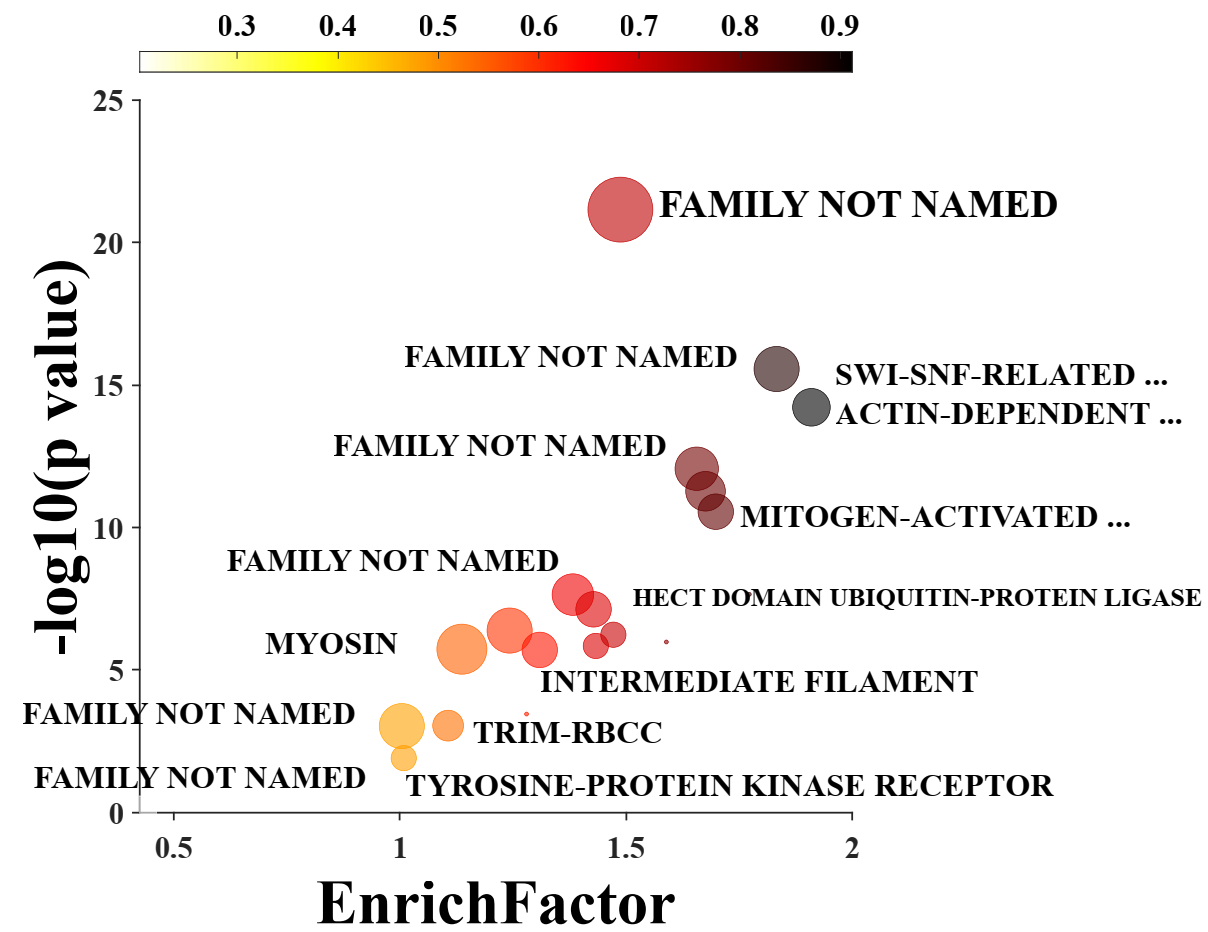 0.3 0.4 0.5 0.6 0.7 0.8 0.9
25
FAMILY NOT NAMED
20
FAMILY NOT NAMED
SWI-SNF-RELATED ...
15
ACTIN-DEPENDENT ...
FAMILY NOT NAMED
MITOGEN-ACTIVATED ...
10
FAMILY NOT NAMED
HECT DOMAIN UBIQUITIN-PROTEIN LIGASE
MYOSIN
5
INTERMEDIATE FILAMENT
FAMILY NOT NAMED
TRIM-RBCC
FAMILY NOT NAMED
TYROSINE-PROTEIN KINASE RECEPTOR
0
-log10(p value)
0.5 1 1.5 2
EnrichFactor